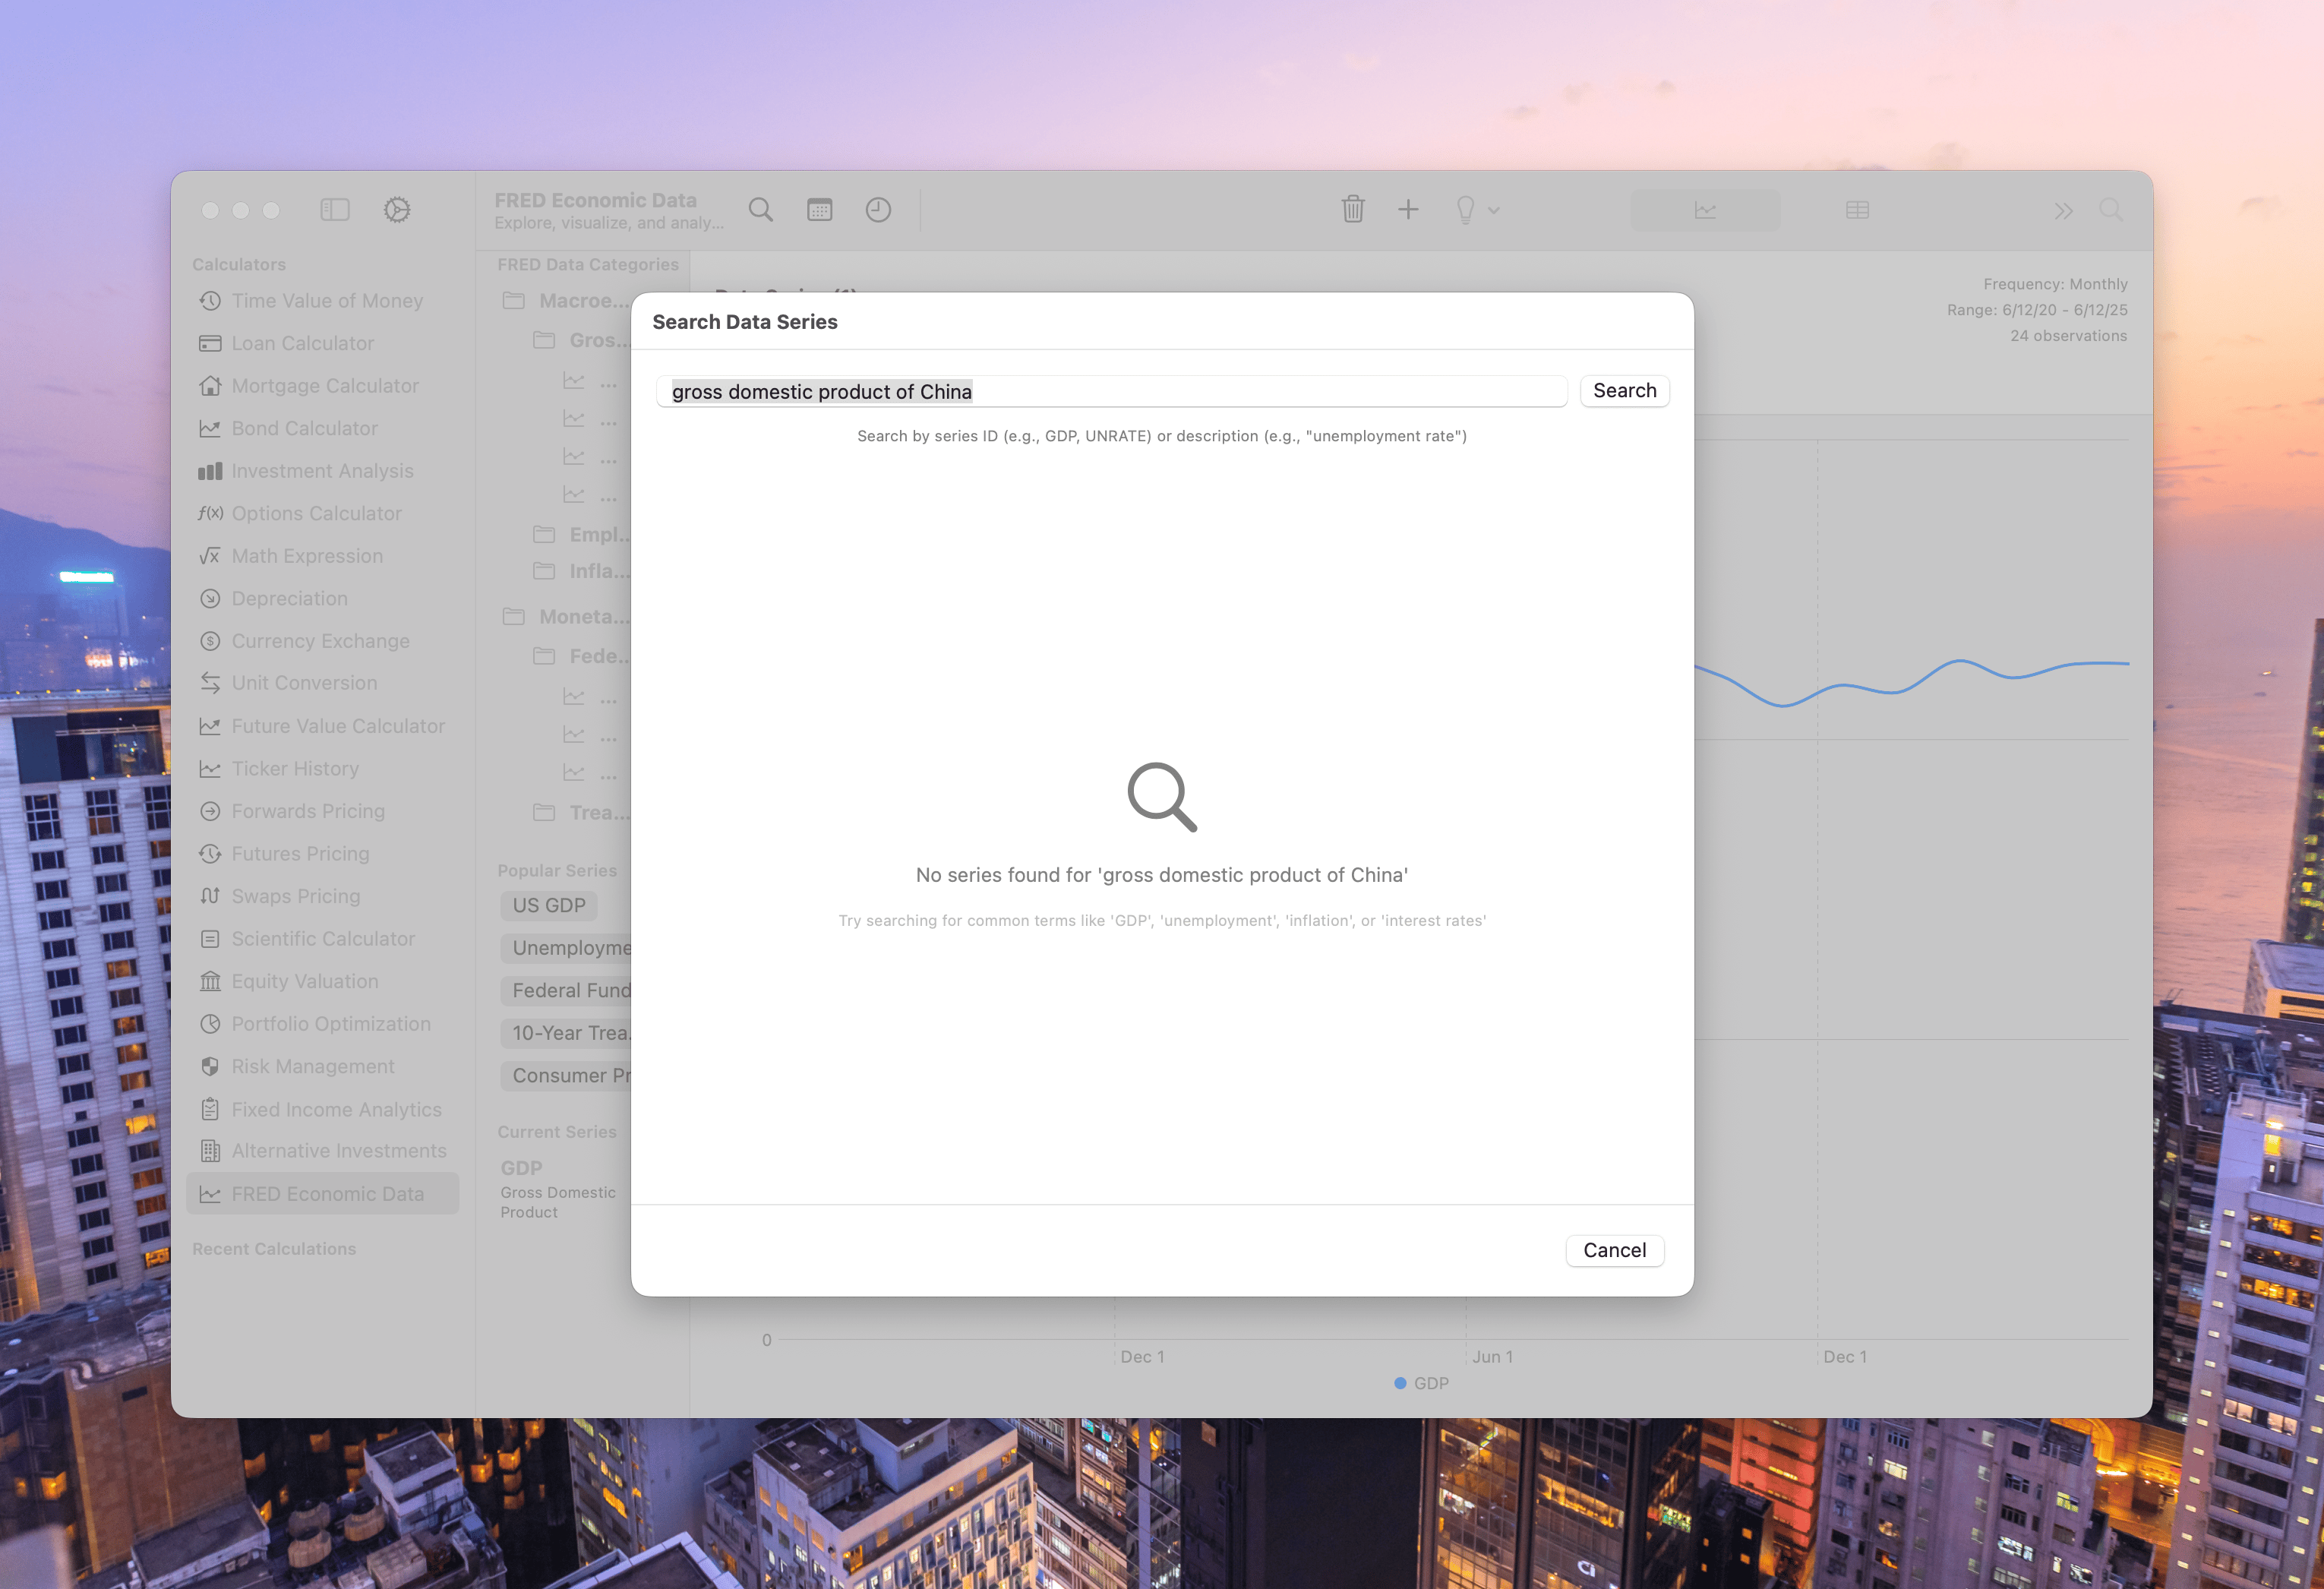 FRED Economic Data
Explore, visualize, and analy...
Calculators
Time Value of Money
Loan Calculator
Mortgage Calculator
Bond Calculator
Investment Analysis
f(x) Options Calculator
√x Math Expression
Depreciation
Currency Exchange
Unit Conversion
Future Value Calculator
Ticker History
Forwards Pricing
Futures Pricing
Swaps Pricing
Scientific Calculator
Equity Valuation
Portfolio Optimization
Risk Management
Fixed Income Analytics
Alternative Investments
FRED Economic Data
Recent Calculations
FRED Data Categories
Macroe...
Gros...
...
...
...
...
Empl...
Infla...
Moneta...
Fede...
...
...
...
Trea...
Popular Series
US GDP
Unemployme
Federal Fund
10-Year Trea.
Consumer Pr
Current Series
GDP
Gross Domestic
Product
Frequency: Monthly
Range: 6/12/20 - 6/12/25
24 observations
Search Data Series
gross domestic product of China
Search
Search by series ID (e.g., GDP, UNRATE) or description (e.g., "unemployment rate")
No series found for 'gross domestic product of China'
Try searching for common terms like 'GDP', 'unemployment', 'inflation', or 'interest rates'
Cancel
0
Dec 1
Jun 1
Dec 1
GDP